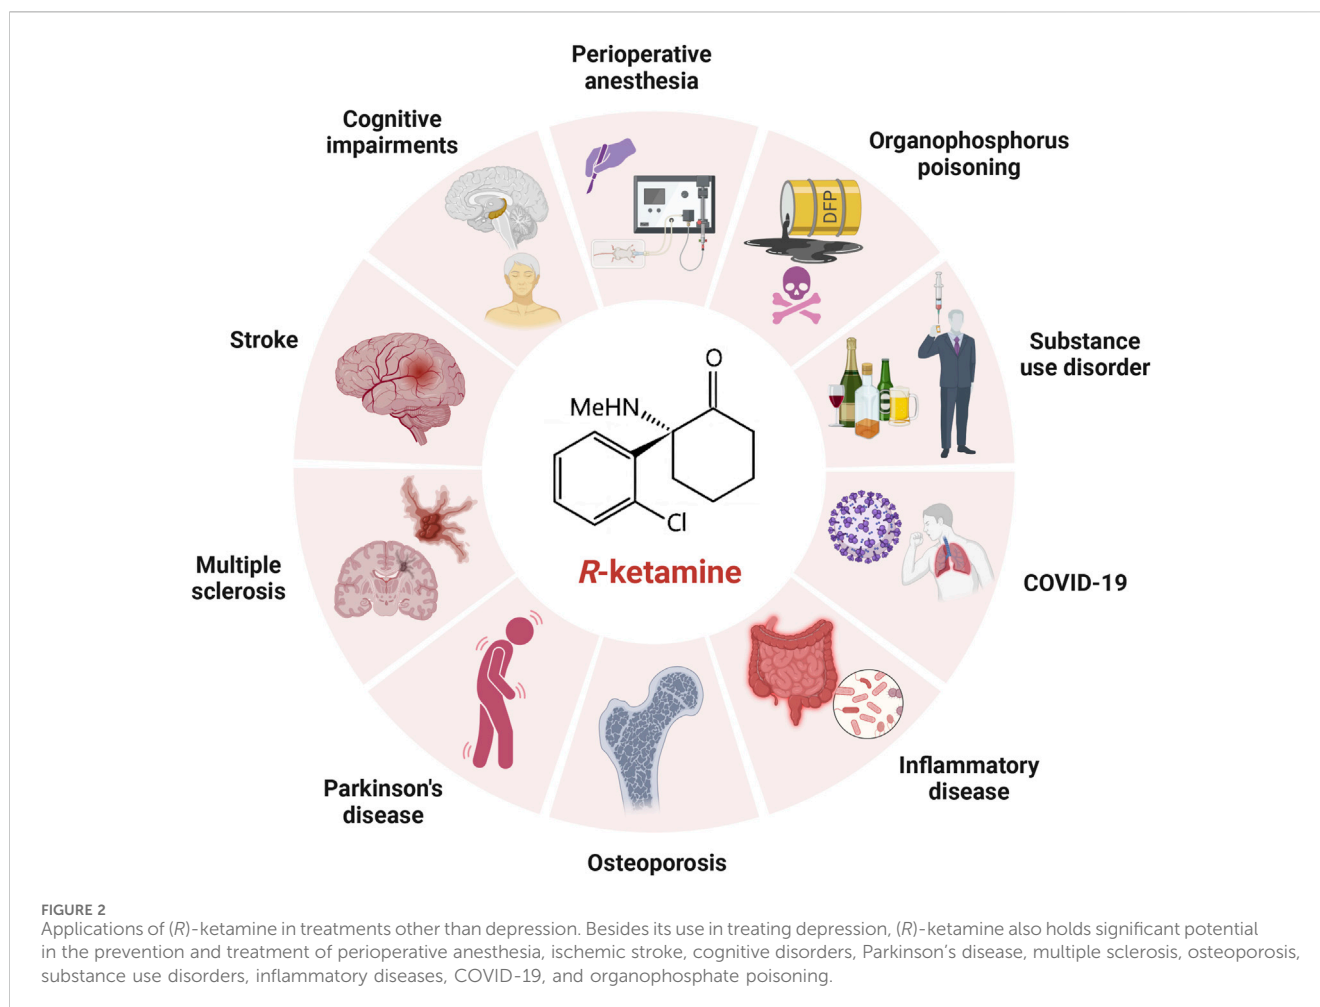 Perioperative
anesthesia
Cognitive
impairments
Organophosphorus
poisoning
DFP
Stroke
Substance
use disorder
O
MeHN
Cl
R-ketamine
Multiple
sclerosis
COVID-19
Parkinson's
disease
Inflammatory
disease
Osteoporosis
FIGURE 2
Applications of (R)-ketamine in treatments other than depression. Besides its use in treating depression, (R)-ketamine also holds significant potential
in the prevention and treatment of perioperative anesthesia, ischemic stroke, cognitive disorders, Parkinson’s disease, multiple sclerosis, osteoporosis,
substance use disorders, inflammatory diseases, COVID-19, and organophosphate poisoning.